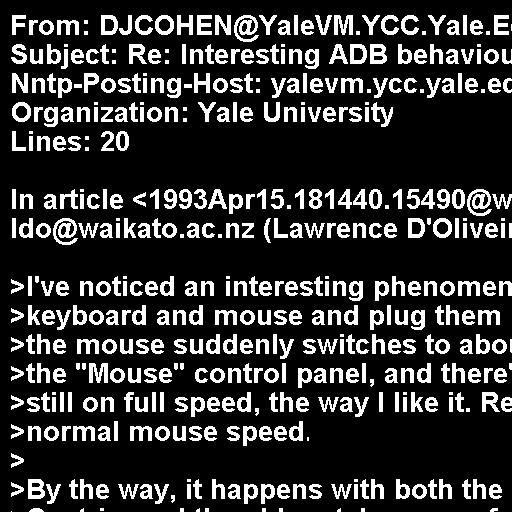 From: DJCOHEN@YaleVM.YCC.Yale.E
Subject: Re: Interesting ADB behaviou
Nntp-Posting-Host: yalevm.ycc.yale.ed
Organization: Yale University
Lines: 20

In article <1993Apr15.181440.15490@w
ldo@waikato.ac.nz (Lawrence D'Olivei

>I've noticed an interesting phenomen
>keyboard and mouse and plug them
>the mouse suddenly switches to abou
>the "Mouse" control panel, and there'
>still on full speed, the way I like it. Re
>normal mouse speed.
>
>By the way, it happens with both the